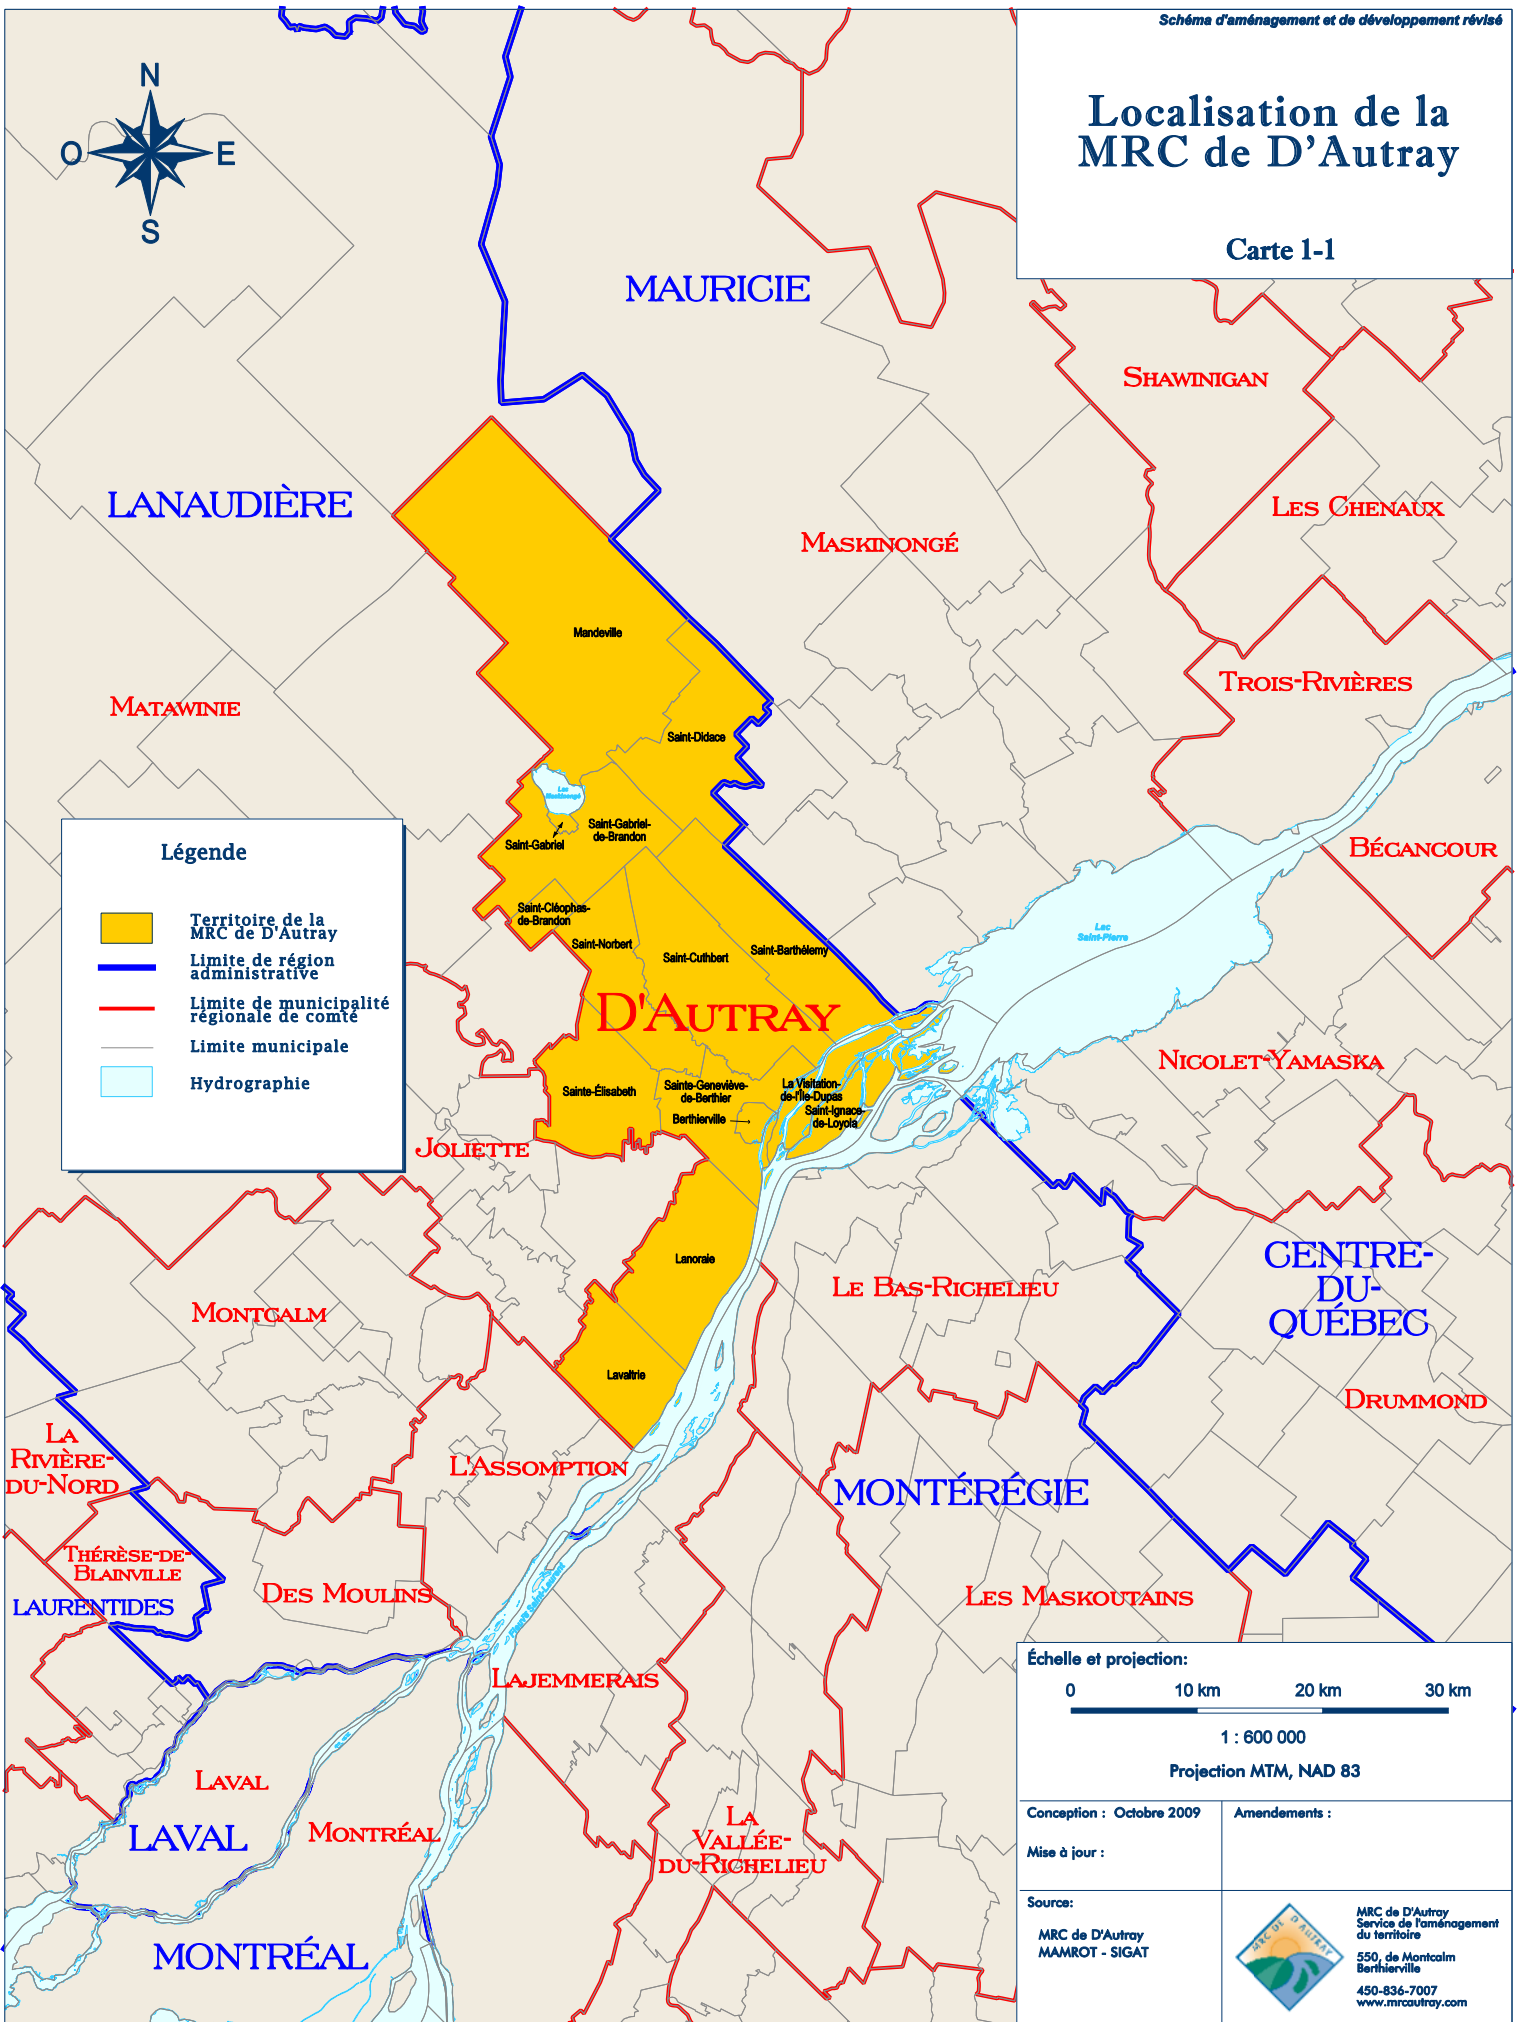 Schéma d'aménagement et de développement révisé
Localisation de la
MRC de D'Autray
Carte 1-1
N
O
E
S
MAURICIE
SHAWINIGAN
LANAUDIÈRE
LES CHENAUX
MASKINONGÉ
Mandeville
TROIS-RIVIÈRES
MATAWINIE
Saint-Didace
Lac
Maskinongé
Saint-Gabriel-
de-Brandon
Saint-Gabriel
BÉCANCOUR
Légende
Territoire de la
MRC de D'Autray
Limite de région
administrative
Limite de municipalité
régionale de comté
Limite municipale
Hydrographie
Saint-Cléophas-
de-Brandon
Saint-Norbert
Saint-Cuthbert
Saint-Barthélemy
Lac
Saint-Pierre
D'AUTRAY
NICOLET-YAMASKA
Sainte-Élisabeth
Sainte-Geneviève-
de-Berthier
La Visitation-
de-l'Île-Dupas
Saint-Ignace-
de-Loyola
Berthierville
JOLIETTE
Lanoraie
LE BAS-RICHELIEU
CENTRE-
DU-
QUÉBEC
MONTCALM
Lavaltrie
DRUMMOND
LA
RIVIÈRE-
DU-NORD
L'ASSOMPTION
MONTÉRÉGIE
THÉRÈSE-DE-
BLAINVILLE
LAURENTIDES
DES MOULINS
Fleuve Saint-Laurent
LES MASKOUTAINS
LAJEMMERAIS
LAVAL
LAVAL
MONTRÉAL
LA
VALLÉE-
DU-RICHELIEU
MONTRÉAL
Échelle et projection:
0 10 km 20 km 30 km
1 : 600 000
Projection MTM, NAD 83
Conception : Octobre 2009
Amendements :
Mise à jour :
Source:
MRC de D'Autray
MAMROT - SIGAT
MRC DE D'AUTRAY
MRC de D'Autray
Service de l'aménagement
du territoire
550, de Montcalm
Berthierville
450-836-7007
www.mrcautray.com